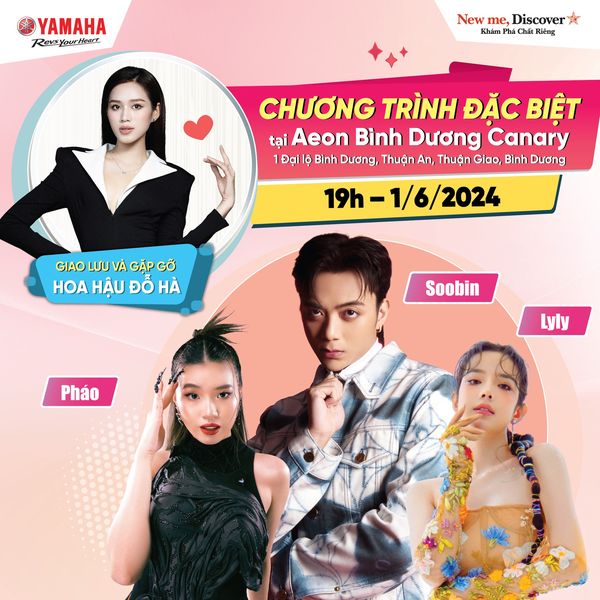 YAMAHA
Revs Your Heart
New me, Discover
Khám Phá Chất Riêng
CHƯƠNG TRÌNH ĐẶC BIỆT
tại Aeon Bình Dương Canary
1 Đại lộ Bình Dương, Thuận An, Thuận Giao, Bình Dương
19h – 1/6/2024
GIAO LƯU VÀ GẶP GỠ
HOA HẬU ĐỖ HÀ
Soobin
Lyly
Pháo